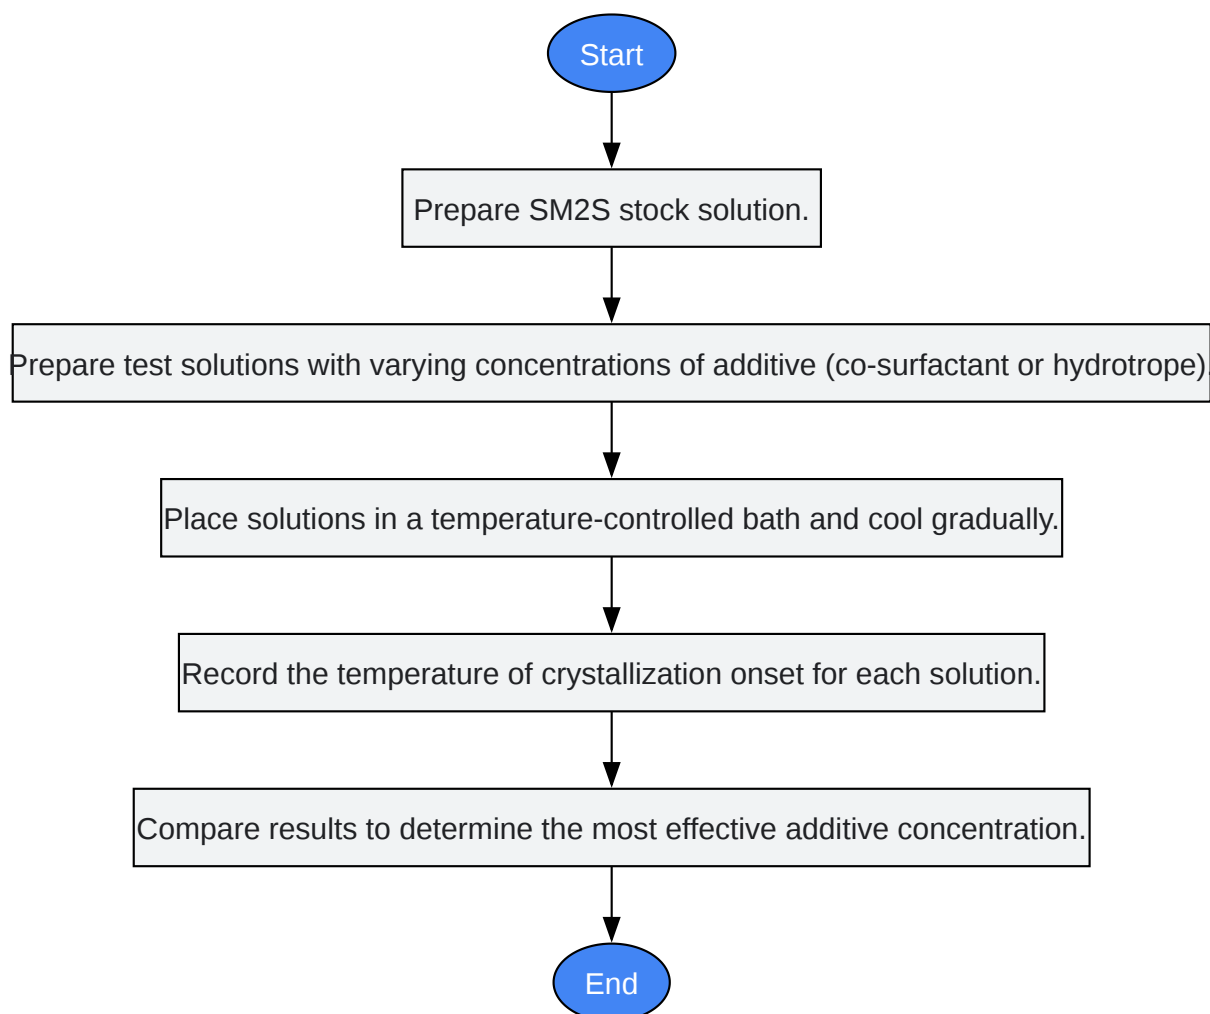 Start
Prepare SM2S stock solution.
Prepare test solutions with varying concentrations of additive (co-surfactant or hydrotrope).
Place solutions in a temperature-controlled bath and cool gradually.
Record the temperature of crystallization onset for each solution.
Compare results to determine the most effective additive concentration.
End